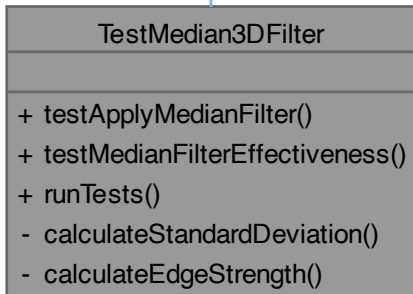 TestMedian3DFilter
+ testApplyMedianFilter()
+ testMedianFilterEffectiveness()
+ runTests()
- calculateStandardDeviation()
- calculateEdgeStrength()